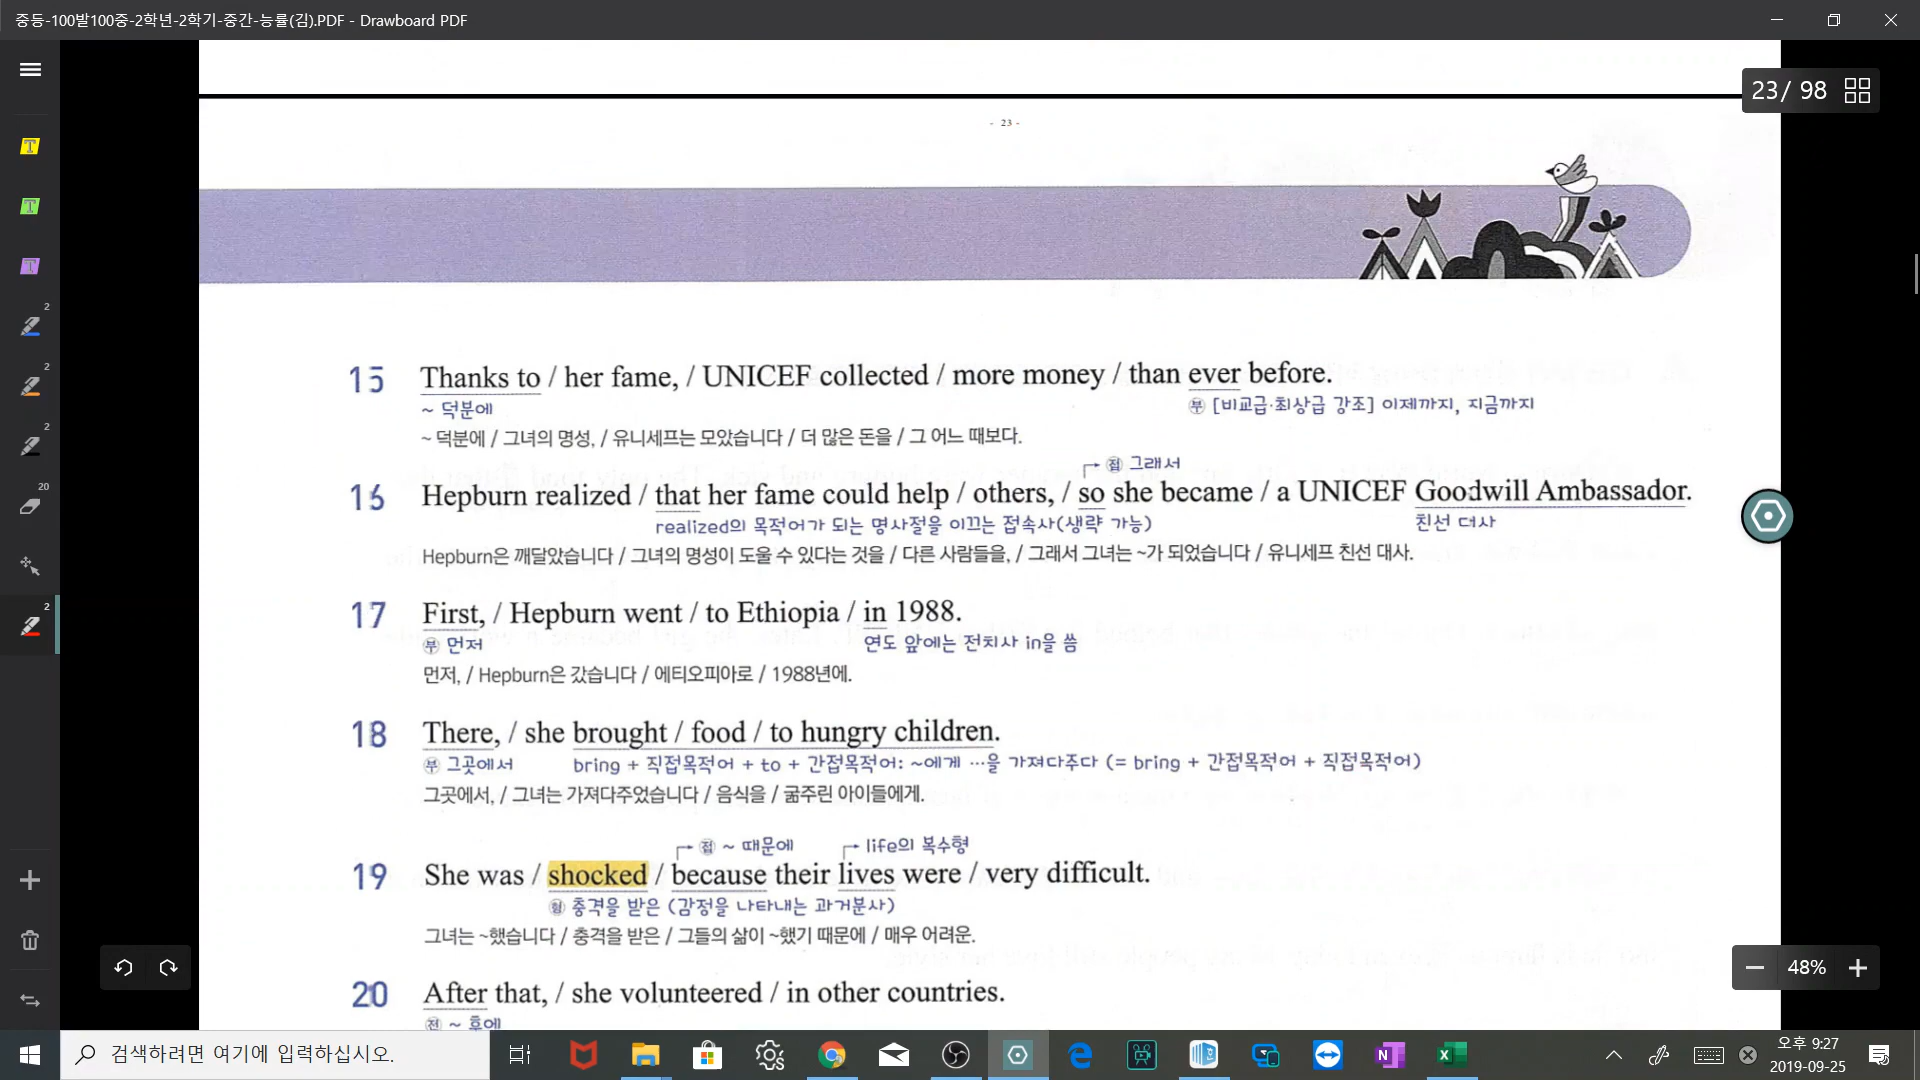 중등-100발100중-2학년-2학기-중간-능률(김).PDF - Drawboard PDF
23 / 98
- 23 -
15 Thanks to / her fame, / UNICEF collected / more money / than ever before.
~ 덕분에 ㊝ [비교급·최상급 강조] 이제까지, 지금까지
~ 덕분에 / 그녀의 명성, / 유니세프는 모았습니다 / 더 많은 돈을 / 그 어느 때보다.
접 그래서
16 Hepburn realized / that her fame could help / others, / so she became / a UNICEF Goodwill Ambassador.
realized의 목적어가 되는 명사절을 이끄는 접속사(생략 가능) 친선 대사
Hepburn은 깨달았습니다 / 그녀의 명성이 도울 수 있다는 것을 / 다른 사람들을, / 그래서 그녀는 ~가 되었습니다 / 유니세프 친선 대사.
17 First, / Hepburn went / to Ethiopia / in 1988.
부 먼저 연도 앞에는 전치사 in을 씀
먼저, / Hepburn은 갔습니다 / 에티오피아로 / 1988년에.
18 There, / she brought / food / to hungry children.
부 그곳에서 bring + 직접목적어 + to + 간접목적어: ~에게 …을 가져다주다 (= bring + 간접목적어 + 직접목적어)
그곳에서, / 그녀는 가져다주었습니다 / 음식을 / 굶주린 아이들에게.
접 ~ 때문에 life의 복수형
19 She was / shocked / because their lives were / very difficult.
형 충격을 받은 (감정을 나타내는 과거분사)
그녀는 ~했습니다 / 충격을 받은 / 그들의 삶이 ~했기 때문에 / 매우 어려운.
20 After that, / she volunteered / in other countries.
전 ~ 후에
48%
검색하려면 여기에 입력하십시오.
오후 9:27
2019-09-25